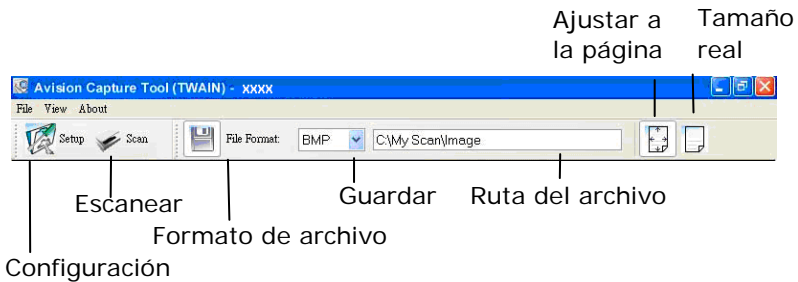 Ajustar a
la página
Tamaño
real
Avision Capture Tool (TWAIN) - xxxx
File View About
Setup Scan File Format: BMP C:\My Scan\Image
Escanear
Guardar
Ruta del archivo
Formato de archivo
Configuración